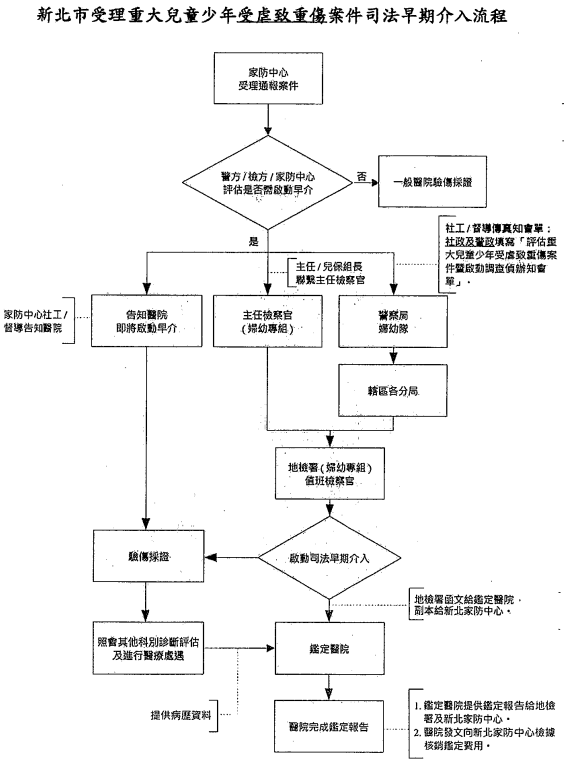 新北市受理重大兒童少年受虐致重傷案件司法早期介入流程
家防中心
受理通報案件
警方/檢方/家防中心
評估是否需啟動早介
否
一般醫院驗傷採證
是
社工/督導傳真知會單：
社政及警政填寫「評估重
大兒童少年受虐致重傷案
件暨啟動調查偵辦知會
單」。
主任/兒保組長
聯繫主任檢察官
家防中心社工/
督導告知醫院
告知醫院
即將啟動早介
主任檢察官
(婦幼專組)
警察局
婦幼隊
轄區各分局
地檢署(婦幼專組)
值班檢察官
驗傷採證
啟動司法早期介入
地檢署函文給鑑定醫院，
副本給新北家防中心。
照會其他科別診斷評估
及進行醫療處遇
鑑定醫院
提供病歷資料
醫院完成鑑定報告
1. 鑑定醫院提供鑑定報告給地檢
署及新北家防中心。
2. 醫院發文向新北家防中心檢據
核銷鑑定費用。